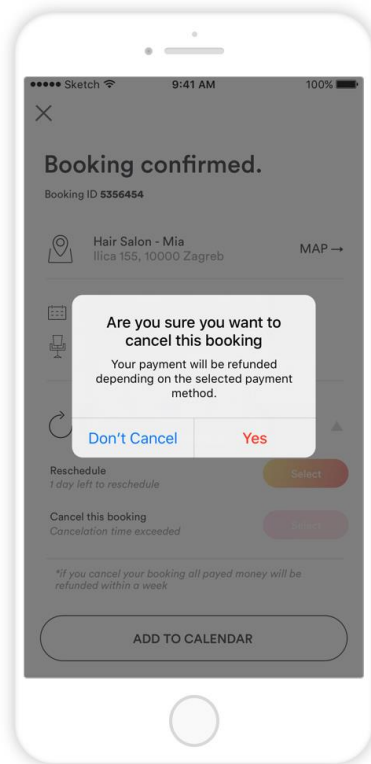 Sketch 9:41 AM 100%
Booking confirmed.
Booking ID 5356454
Hair Salon - Mia
MAP →
Ilica 155, 10000 Zagreb
Are you sure you want to
cancel this booking
Your payment will be refunded
depending on the selected payment
method.
Don't Cancel Yes
Reschedule
1 day left to reschedule
Select
Cancel this booking
Cancelation time exceeded
Select
*if you cancel your booking all payed money will be
refunded within a week
ADD TO CALENDAR